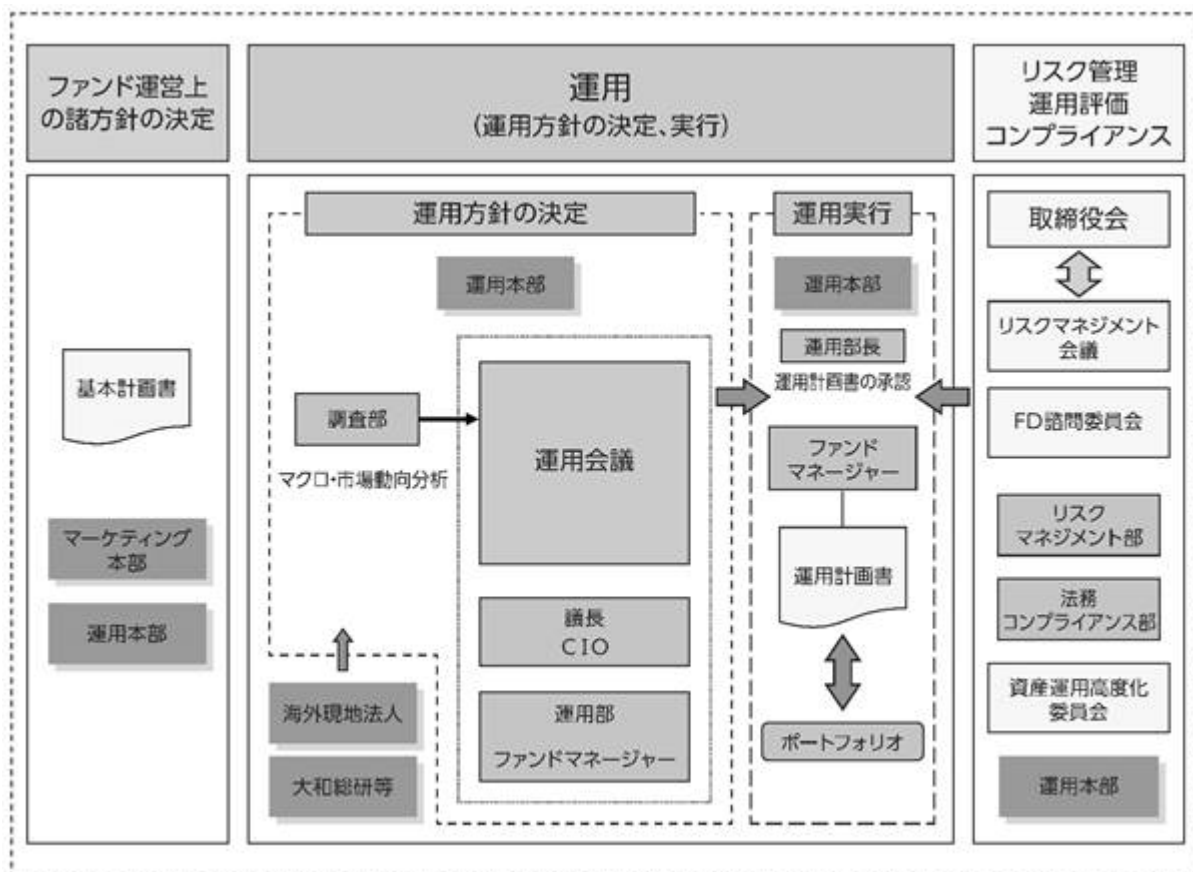 ファンド運営上
の諸方針の決定
運用
(運用方針の決定、実行)
リスク管理
運用評価
コンプライアンス
基本計画書
マーケティング
本部
運用本部
運用方針の決定
運用本部
調査部
マクロ・市場動向分析
運用会議
議長
CIO
運用部
ファンドマネージャー
海外現地法人
大和総研等
運用実行
運用本部
運用部長
運用計画書の承認
ファンド
マネージャー
運用計画書
ポートフォリオ
取締役会
リスクマネジメント
会議
FD諮問委員会
リスク
マネジメント部
法務
コンプライアンス部
資産運用高度化
委員会
運用本部